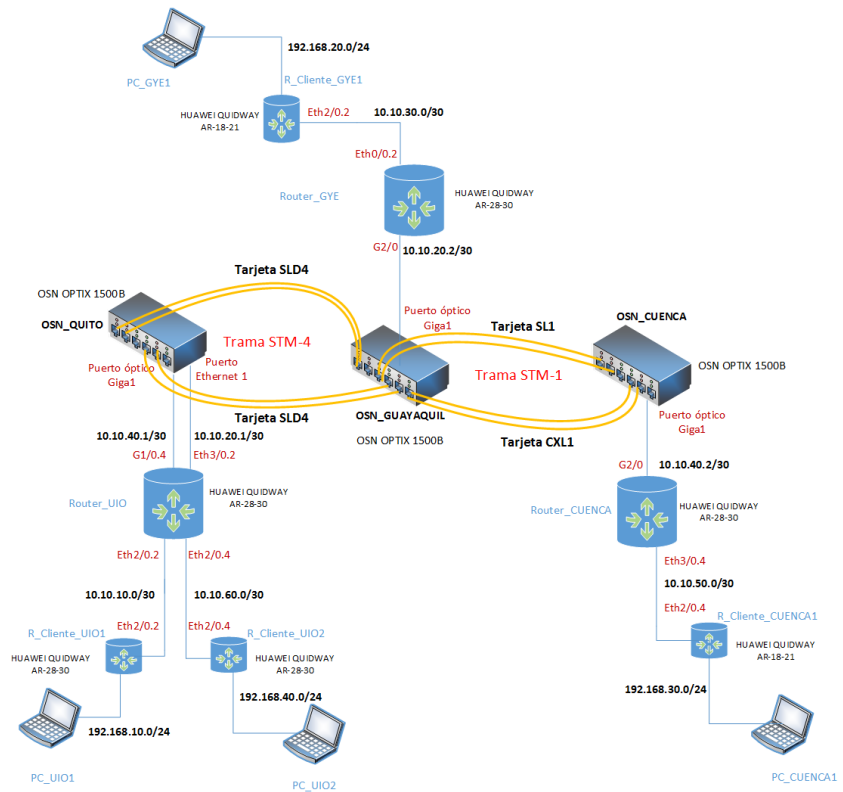 192.168.20.0/24
PC_GYE1
R_Cliente_GYE1
HUAWEI QUIDWAY
AR-18-21
Eth2/0.2
10.10.30.0/30
Eth0/0.2
Router_GYE
HUAWEI QUIDWAY
AR-28-30
G2/0
10.10.20.2/30
Tarjeta SLD4
OSN OPTIX 1500B
OSN_QUITO
Trama STM-4
Puerto óptico
Giga1
Tarjeta SL1
OSN_CUENCA
Puerto óptico
Giga1
Puerto
Ethernet 1
Trama STM-1
OSN OPTIX 1500B
Tarjeta SLD4
OSN_GUAYAQUIL
OSN OPTIX 1500B
Tarjeta CXL1
Puerto óptico
Giga1
10.10.40.1/30
10.10.20.1/30
G1/0.4
Eth3/0.2
G2/0
10.10.40.2/30
Router_UIO
HUAWEI QUIDWAY
AR-28-30
Router_CUENCA
HUAWEI QUIDWAY
AR-28-30
Eth2/0.2
Eth2/0.4
Eth3/0.4
10.10.10.0/30
10.10.60.0/30
10.10.50.0/30
Eth2/0.2
Eth2/0.4
Eth2/0.4
R_Cliente_UIO1
R_Cliente_UIO2
R_Cliente_CUENCA1
HUAWEI QUIDWAY
AR-28-30
HUAWEI QUIDWAY
AR-28-30
HUAWEI QUIDWAY
AR-18-21
192.168.40.0/24
192.168.30.0/24
192.168.10.0/24
PC_UIO1
PC_UIO2
PC_CUENCA1